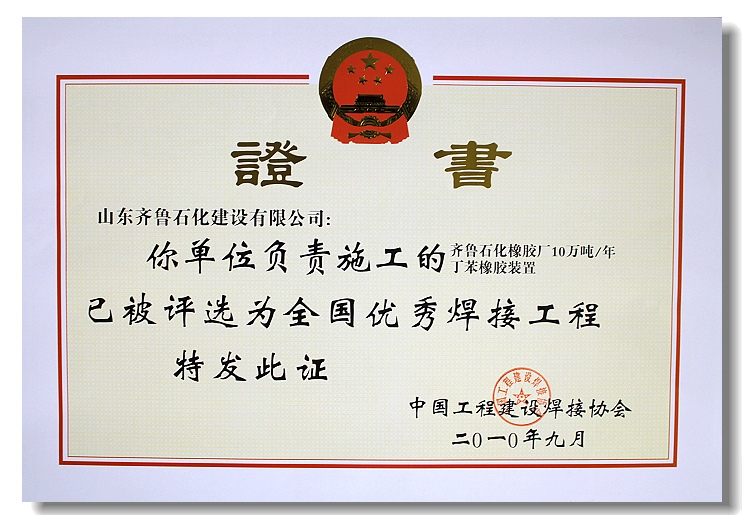 證書
山东齐鲁石化建设有限公司:
你单位负责施工的齐鲁石化橡胶厂10万吨/年
丁苯橡胶装置
已被评选为全国优秀焊接工程
特发此证
中国工程建设焊接协会
二0一0年九月